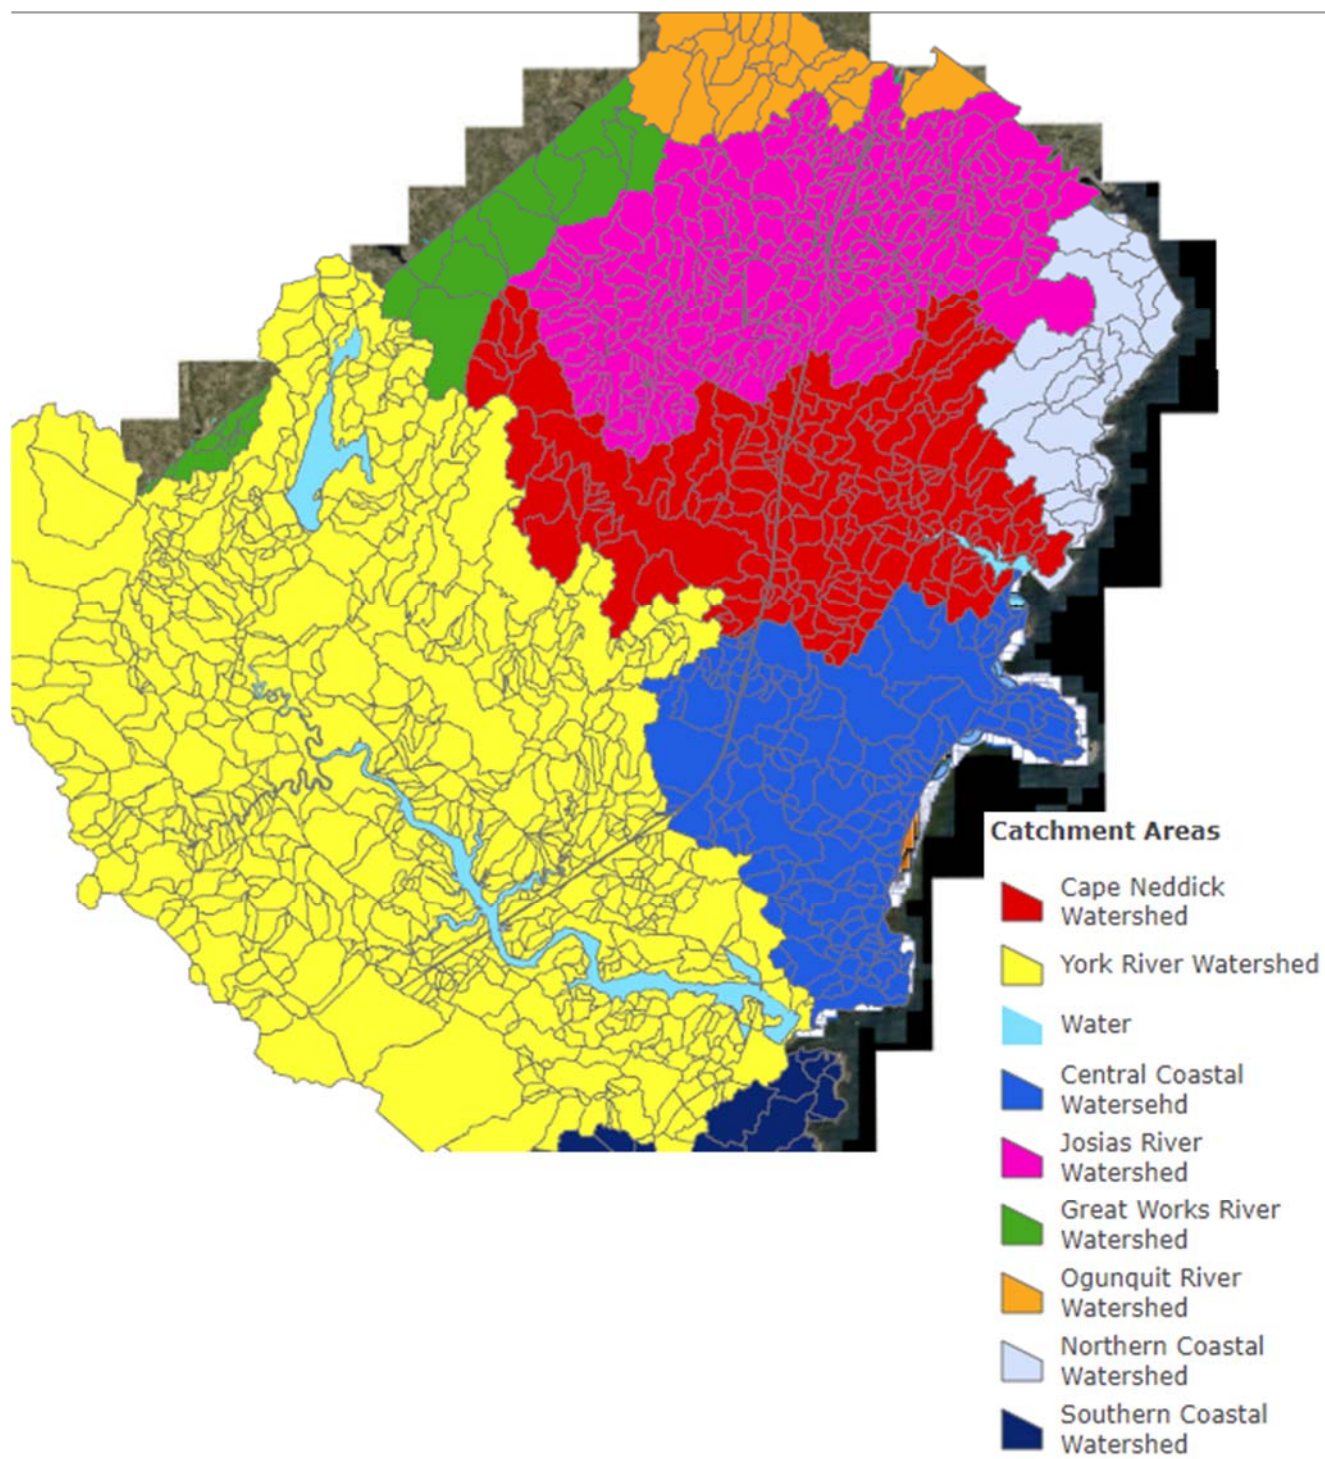 Catchment Areas
Cape Neddick
Watershed
York River Watershed
Water
Central Coastal
Watersehd
Josias River
Watershed
Great Works River
Watershed
Ogunquit River
Watershed
Northern Coastal
Watershed
Southern Coastal
Watershed